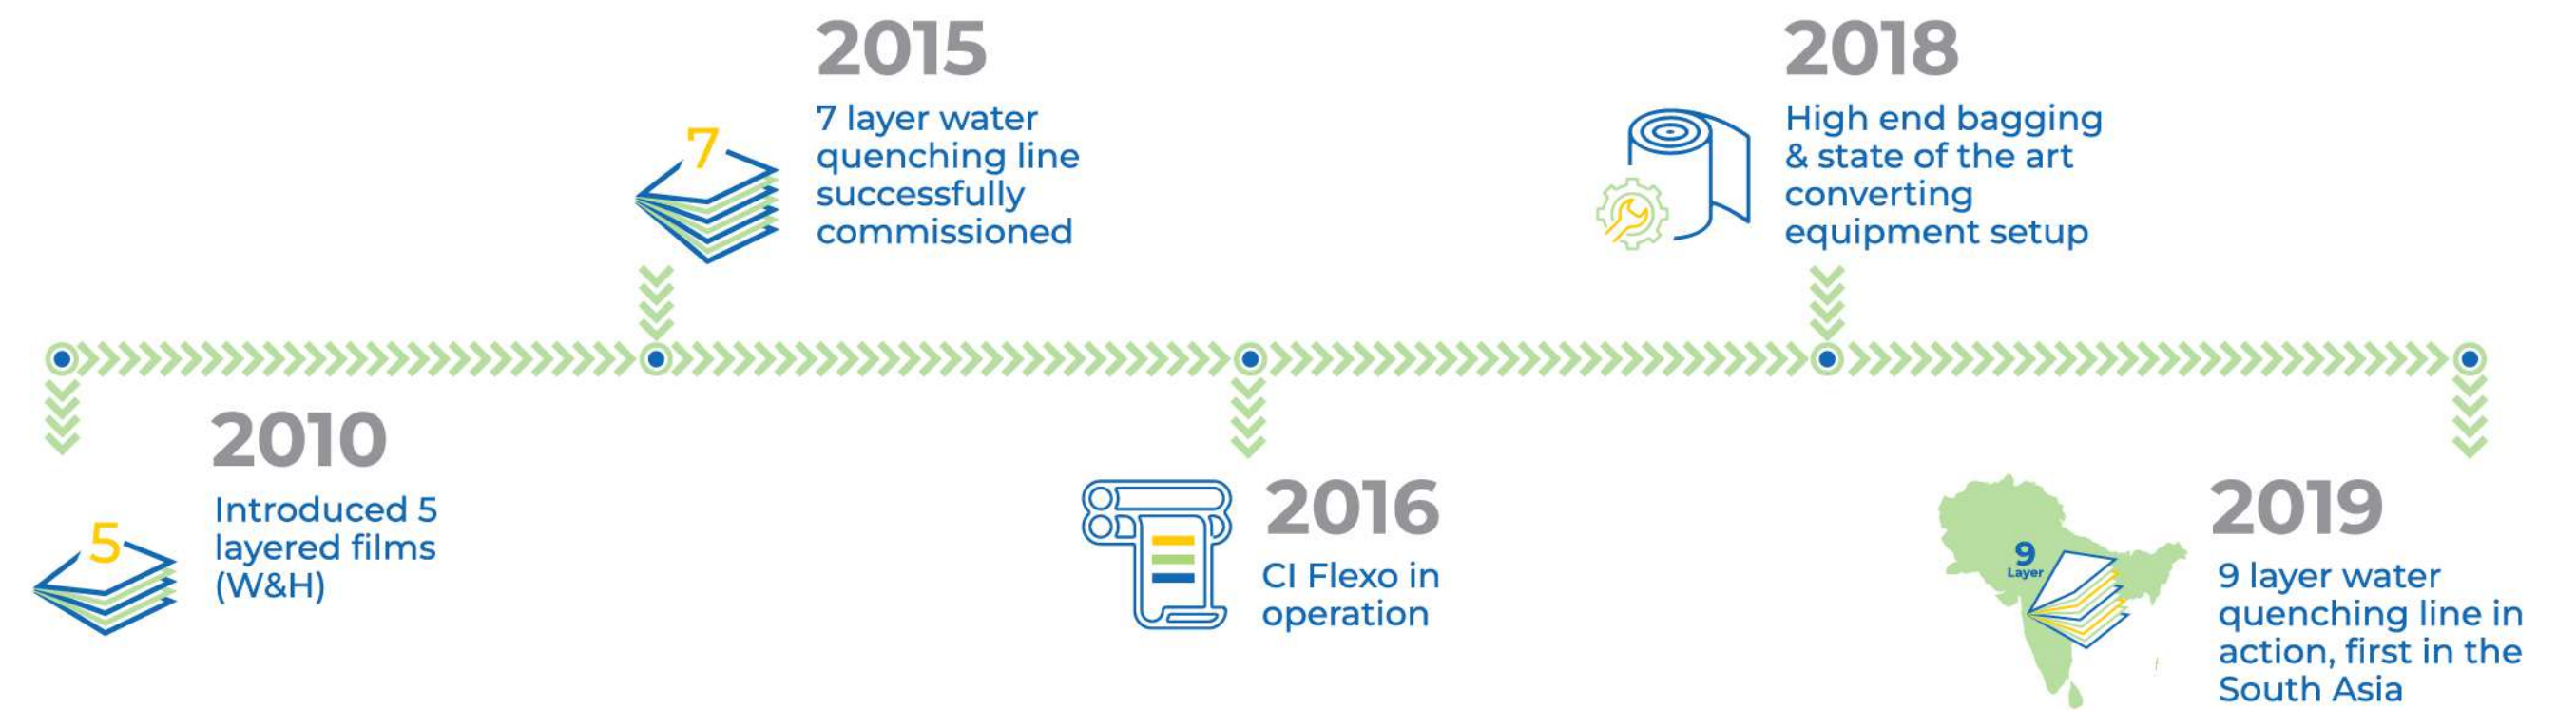 2010
5
Introduced 5
layered films
(W&H)
2015
7
7 layer water
quenching line
successfully
commissioned
2016
CI Flexo in
operation
2018
High end bagging
& state of the art
converting
equipment setup
2019
9
Layer
9 layer water
quenching line in
action, first in the
South Asia